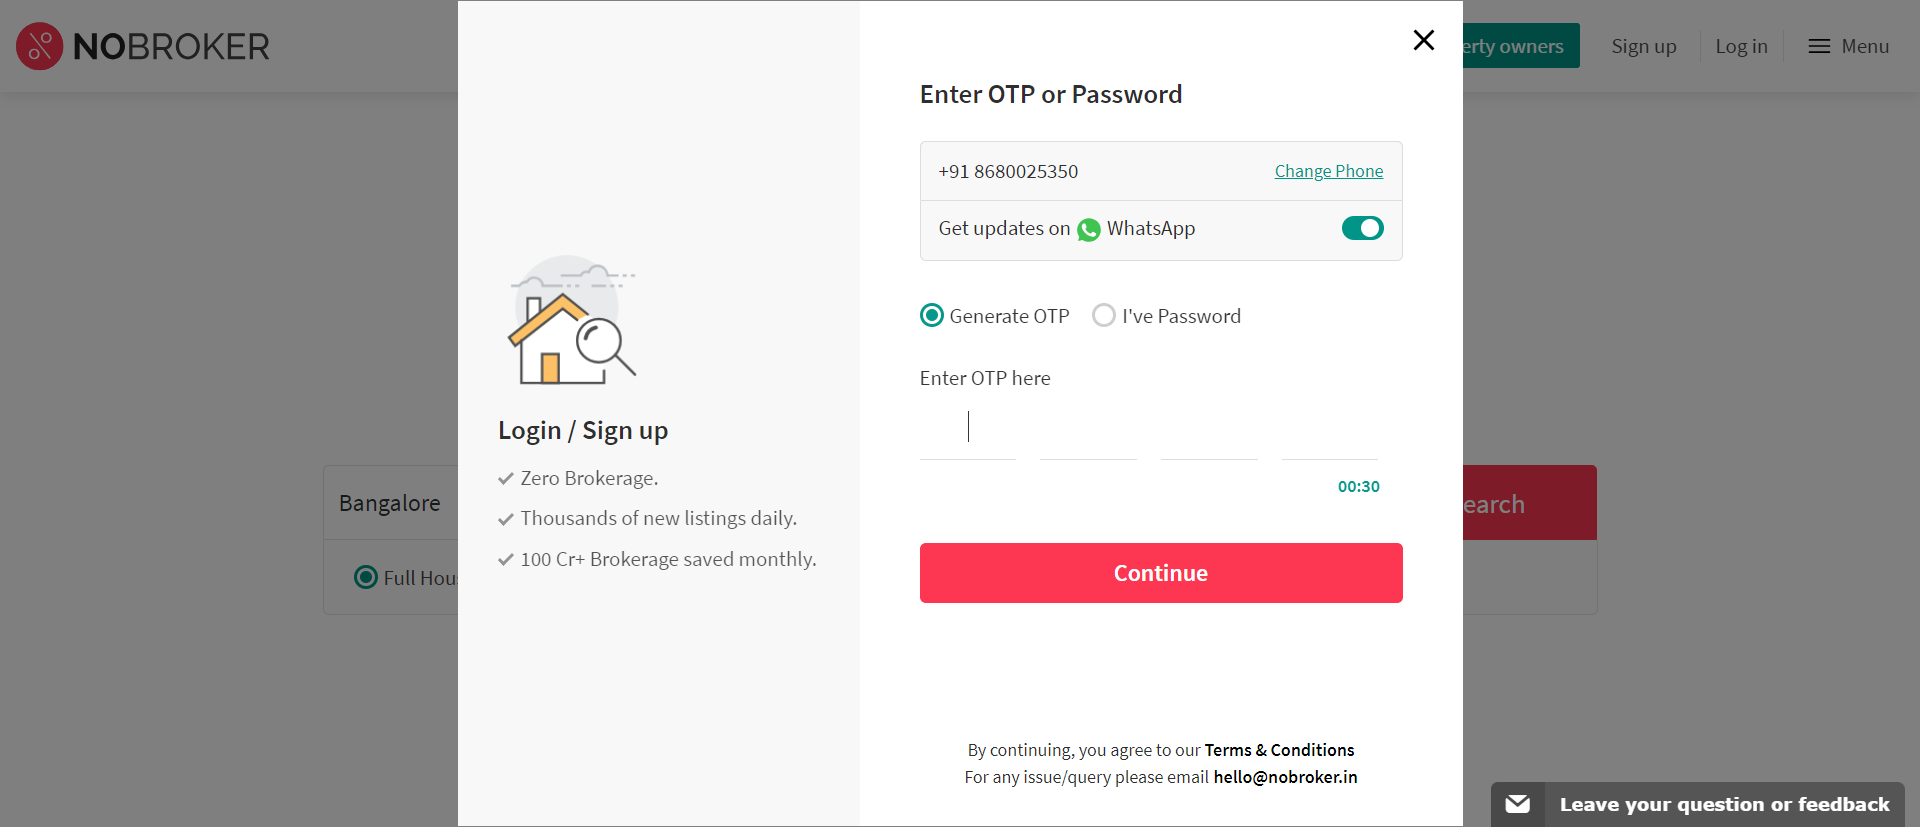 NOBROKER
erty owners
Sign up
Log in
Menu
Bangalore
Full Hou
earch
Login / Sign up
Zero Brokerage.
Thousands of new listings daily.
100 Cr+ Brokerage saved monthly.
Enter OTP or Password
+91 8680025350
Change Phone
Get updates on WhatsApp
Generate OTP
I've Password
Enter OTP here
00:30
Continue
By continuing, you agree to our Terms & Conditions
For any issue/query please email hello@nobroker.in
Leave your question or feedback